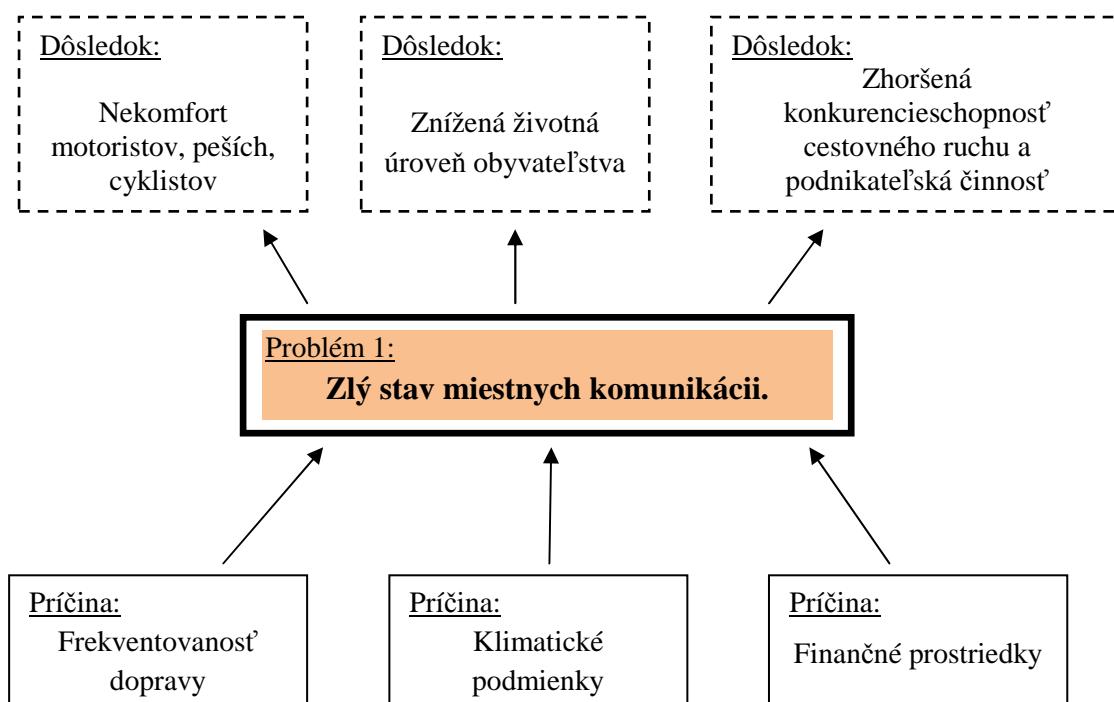 Dôsledok:
Nekomfort
motoristov, peších,
cyklistov
Dôsledok:
Znížená životná
úroveň obyvateľstva
Dôsledok:
Zhoršená
konkurencieschopnosť
cestovného ruchu a
podnikateľská činnosť
Problém 1:
Zlý stav miestnych komunikácii.
Príčina:
Frekventovanosť
dopravy
Príčina:
Klimatické
podmienky
Príčina:
Finančné prostriedky